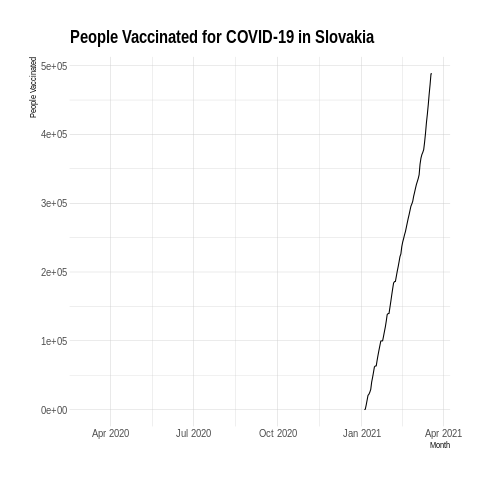 People Vaccinated for COVID-19 in Slovakia
People Vaccinated
5e+05
4e+05
3e+05
2e+05
1e+05
0e+00
Apr 2020 Jul 2020 Oct 2020 Jan 2021 Apr 2021
Month